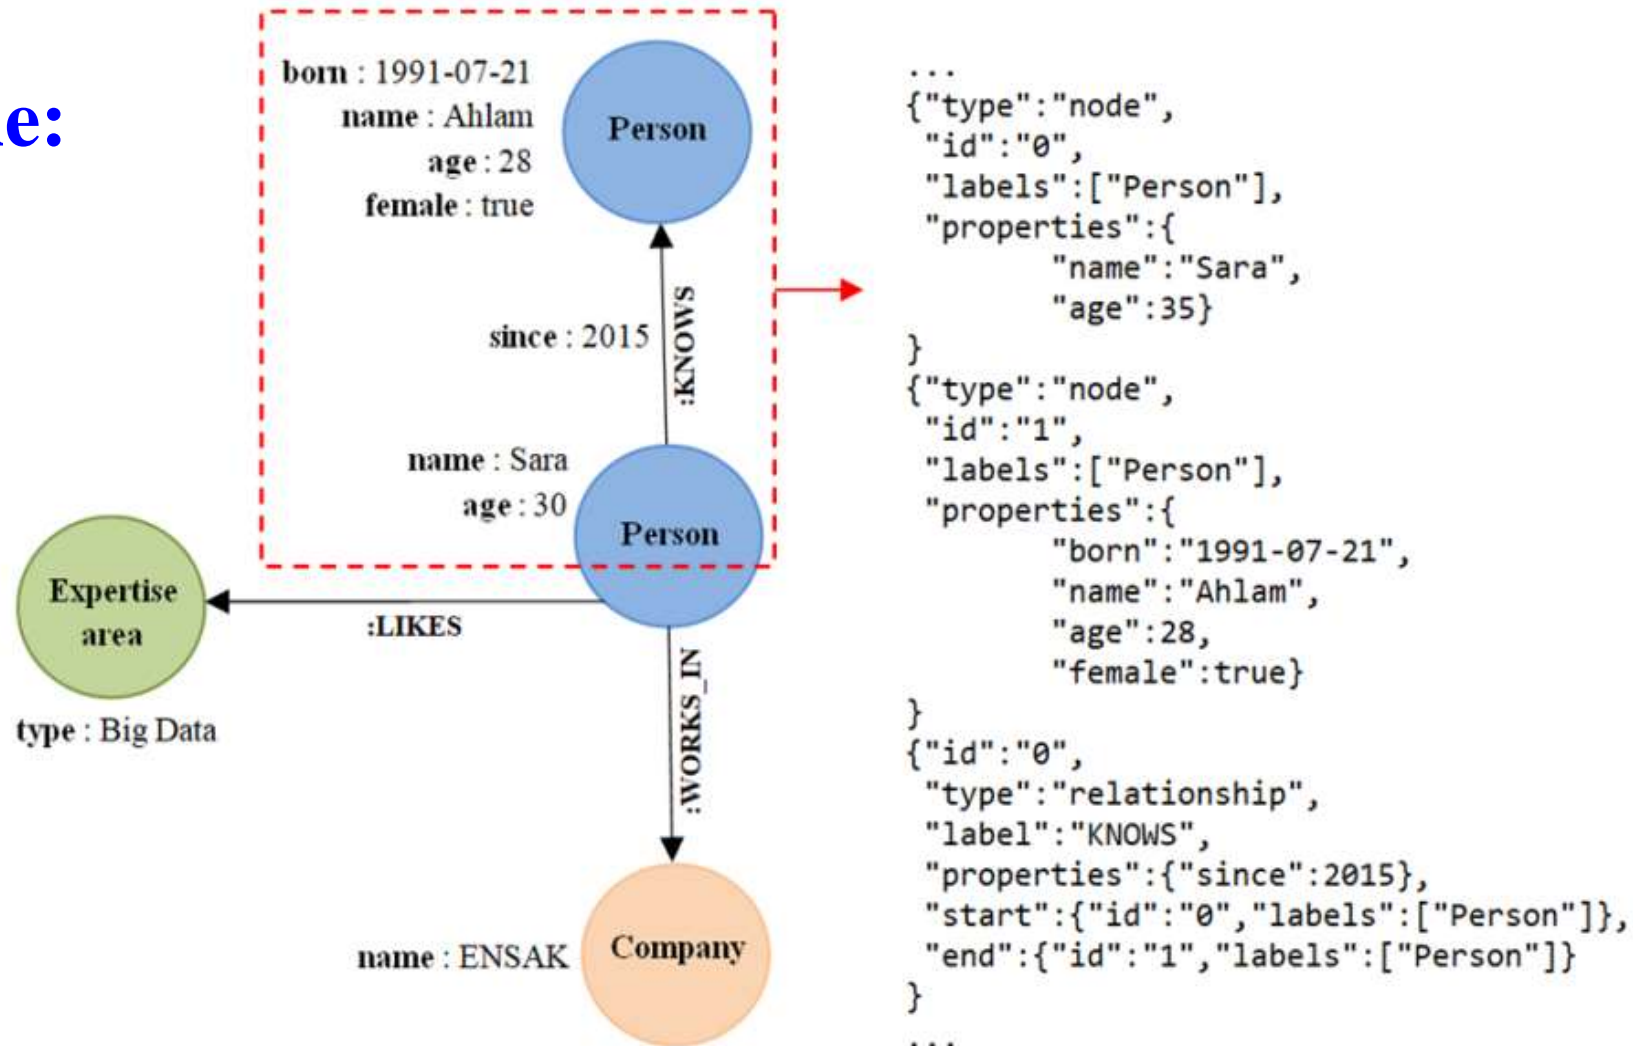 e:
born : 1991-07-21
name : Ahlam
age : 28
female : true
Person
since : 2015
:KNOWS
name : Sara
age : 30
Person
Expertise
area
:LIKES
type : Big Data
:WORKS_IN
name : ENSAK
Company
...
{"type":"node",
"id":"0",
"labels":["Person"],
"properties":{
"name":"Sara",
"age":35}
}
{"type":"node",
"id":"1",
"labels":["Person"],
"properties":{
"born":"1991-07-21",
"name":"Ahlam",
"age":28,
"female":true}
}
{"id":"0",
"type":"relationship",
"label":"KNOWS",
"properties":{"since":2015},
"start":{"id":"0","labels":["Person"]},
"end":{"id":"1","labels":["Person"]}
}
...